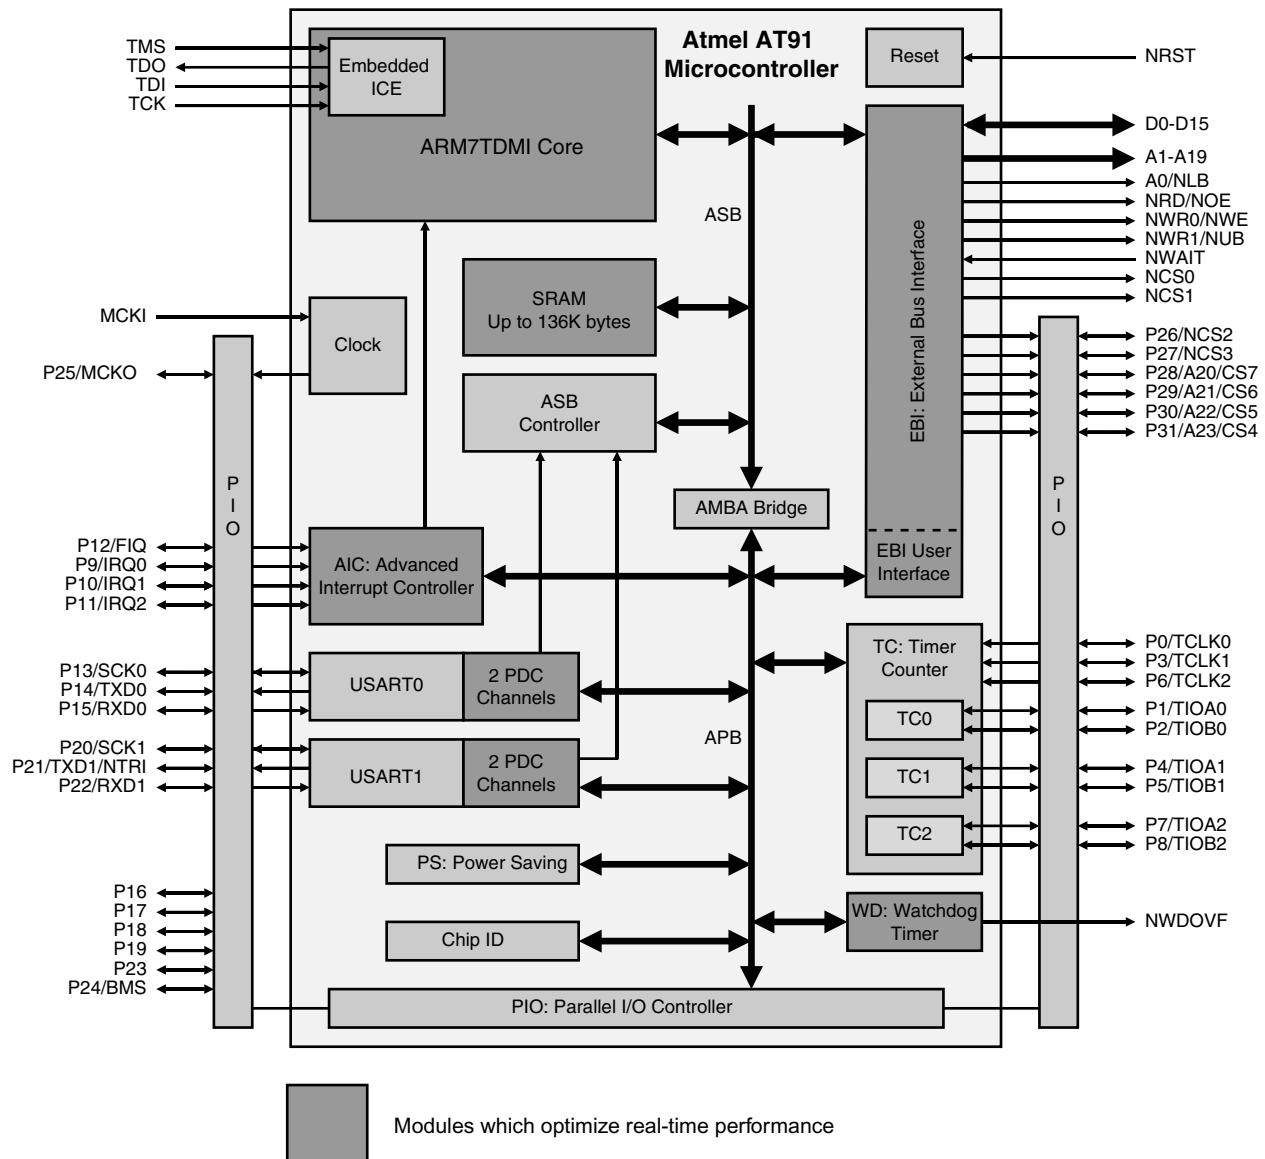 Atmel AT91
Microcontroller
TMS
TDO
TDI
TCK
Embedded
ICE
ARM7TDMI Core
Reset
NRST
D0-D15
A1-A19
A0/NLB
NRD/NOE
NWR0/NWE
NWR1/NUB
NWAIT
NCS0
NCS1
ASB
EBI: External Bus Interface
SRAM
Up to 136K bytes
MCKI
Clock
P25/MCKO
ASB
Controller
P26/NCS2
P27/NCS3
P28/A20/CS7
P29/A21/CS6
P30/A22/CS5
P31/A23/CS4
P
I
O
P
I
O
AMBA Bridge
EBI User
Interface
P12/FIQ
P9/IRQ0
P10/IRQ1
P11/IRQ2
AIC: Advanced
Interrupt Controller
P13/SCK0
P14/TXD0
P15/RXD0
USART0
2 PDC
Channels
TC: Timer
Counter
P0/TCLK0
P3/TCLK1
P6/TCLK2
TC0
P1/TIOA0
P2/TIOB0
APB
P20/SCK1
P21/TXD1/NTRI
P22/RXD1
USART1
2 PDC
Channels
TC1
P4/TIOA1
P5/TIOB1
TC2
P7/TIOA2
P8/TIOB2
PS: Power Saving
P16
P17
P18
P19
P23
P24/BMS
Chip ID
WD: Watchdog
Timer
NWDOVF
PIO: Parallel I/O Controller
Modules which optimize real-time performance